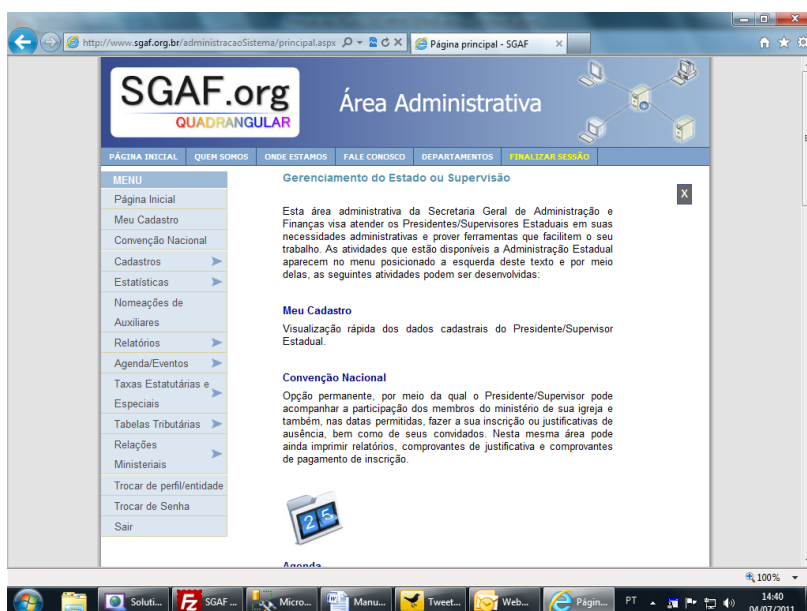 http://www.sgaf.org.br/administracaoSistema/principal.aspx
Página principal - SGAF
SGAF.org
QUADRANGULAR
Área Administrativa
PÁGINA INICIAL QUEM SOMOS ONDE ESTAMOS FALE CONOSCO DEPARTAMENTOS FINALIZAR SESSÃO
MENU
Página Inicial
Meu Cadastro
Convenção Nacional
Cadastros
Estatísticas
Nomeações de
Auxiliares
Relatórios
Agenda/Eventos
Taxas Estatutárias e
Especiais
Tabelas Tributárias
Relações
Ministeriais
Trocar de perfil/entidade
Trocar de Senha
Sair
Gerenciamento do Estado ou Supervisão
X
Esta área administrativa da Secretaria Geral de Administração e
Finanças visa atender os Presidentes/Supervisores Estaduais em suas
necessidades administrativas e prover ferramentas que facilitem o seu
trabalho. As atividades que estão disponíveis a Administração Estadual
aparecem no menu posicionado a esquerda deste texto e por meio
delas, as seguintes atividades podem ser desenvolvidas:
Meu Cadastro
Visualização rápida dos dados cadastrais do Presidente/Supervisor
Estadual.
Convenção Nacional
Opção permanente, por meio da qual o Presidente/Supervisor pode
acompanhar a participação dos membros do ministério de sua igreja e
também, nas datas permitidas, fazer a sua inscrição ou justificativas de
ausência, bem como de seus convidados. Nesta mesma área pode
ainda imprimir relatórios, comprovantes de justificativa e comprovantes
de pagamento de inscrição.
25
Agenda
100%
Soluti... SGAF ... Micro... Manu... Tweet... Web... Págin... PT 14:40
04/07/2011